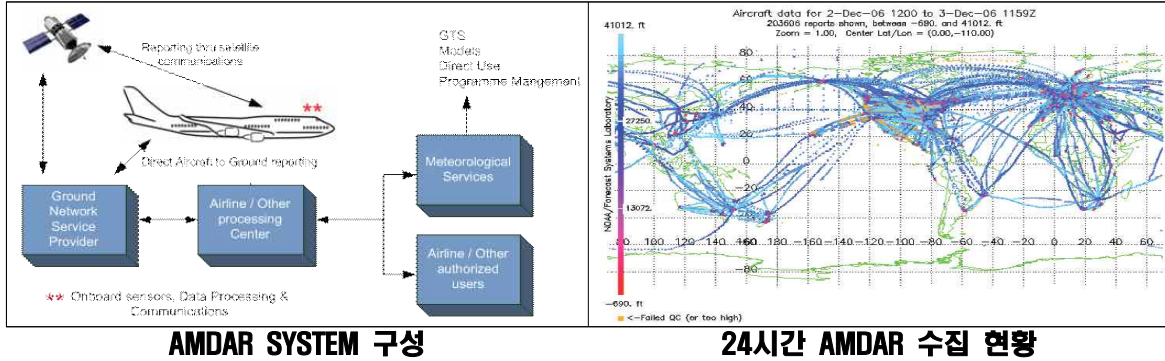 Reporting thru satellite
communications
GTS
Models
Direct Use
Programme Mangement
**
Direct Aircraft to Ground reporting
Ground
Network
Service
Provider
Airline / Other
processing
Center
Meteorological
Services
Airline / Other
authorized
users
** Onboard sensors, Data Processing &
Communications
AMDAR SYSTEM 구성
Aircraft data for 2-Dec-06 1200 to 3-Dec-06 1159Z
203606 reports shown, between -690. and 41012. ft
Zoom = 1.00, Center Lat/Lon = (0.00,-110.00)
41012. ft
27250
13072.
-690. ft
NOAA/Forecast Systems Laboratory
80
60
40
20
0
-20
-40
-60
-80
80 100 120 140 160 180 -160 -140 -120 -100 -80 -60 -40 -20 0 20 40 60
<-Failed QC (or too high)
24시간 AMDAR 수집 현황